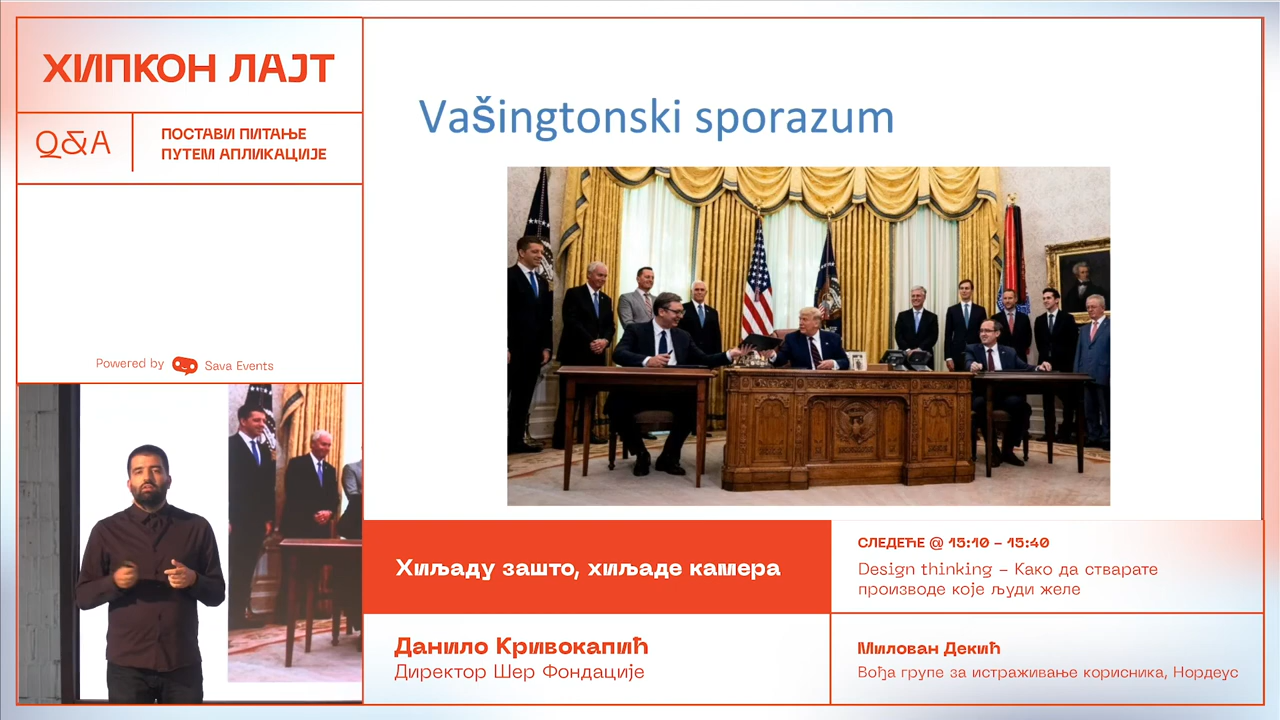 ХИПКОН ЛАЈТ
Q&A
ПОСТАВИ ПИТАЊЕ
ПУТЕМ АПЛИКАЦИЈЕ
Powered by Sava Events
Vašingtonski sporazum
Хиљаду зашто, хиљаде камера
Данило Кривокапић
Директор Шер Фондације
СЛЕДЕЋЕ @ 15:10 – 15:40
Design thinking – Како да стварате
производе које људи желе
Милован Декић
Вођа групе за истраживање корисника, Нордеус